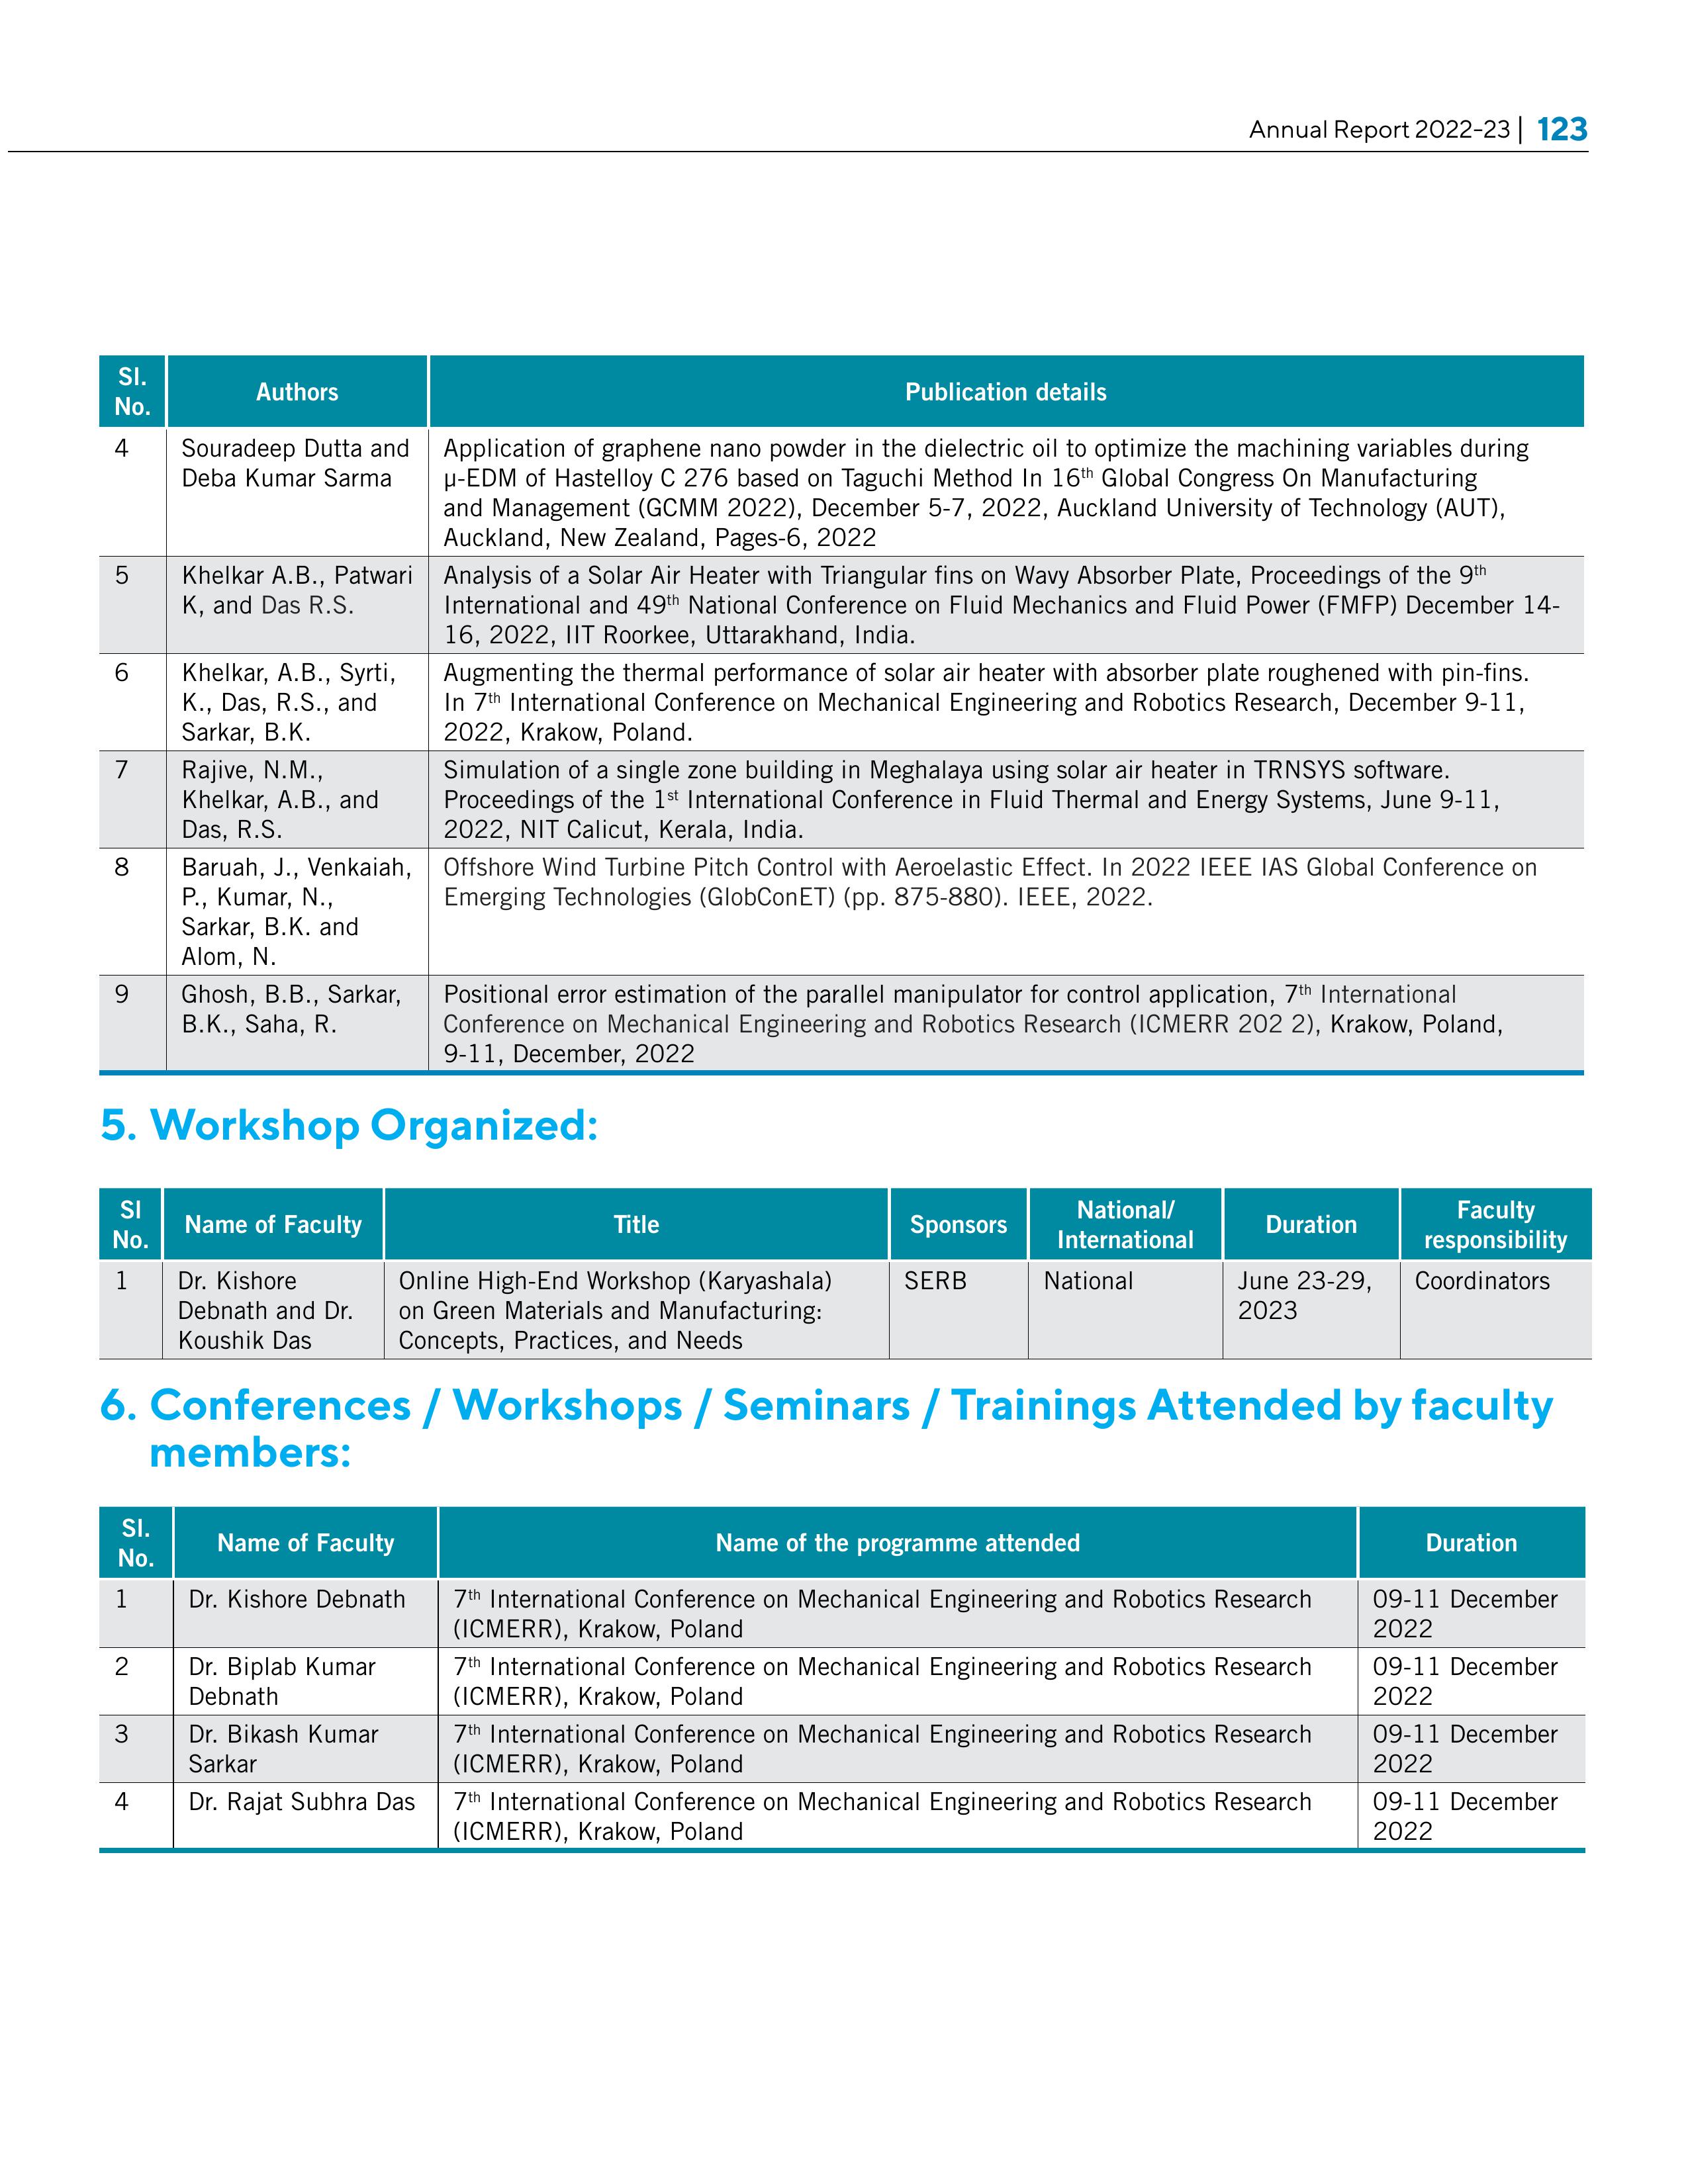 Annual Report 2022-23 | 123
Sl.
No.
Authors
Publication details
4
Souradeep Dutta and
Deba Kumar Sarma
Application of graphene nano powder in the dielectric oil to optimize the machining variables during
µ-EDM of Hastelloy C 276 based on Taguchi Method In 16th Global Congress On Manufacturing
and Management (GCMM 2022), December 5-7, 2022, Auckland University of Technology (AUT),
Auckland, New Zealand, Pages-6, 2022
5
Khelkar A.B., Patwari
K, and Das R.S.
Analysis of a Solar Air Heater with Triangular fins on Wavy Absorber Plate, Proceedings of the 9th
International and 49th National Conference on Fluid Mechanics and Fluid Power (FMFP) December 14-
16, 2022, IIT Roorkee, Uttarakhand, India.
6
Khelkar, A.B., Syrti,
K., Das, R.S., and
Sarkar, B.K.
Augmenting the thermal performance of solar air heater with absorber plate roughened with pin-fins.
In 7th International Conference on Mechanical Engineering and Robotics Research, December 9-11,
2022, Krakow, Poland.
7
Rajive, N.M.,
Khelkar, A.B., and
Das, R.S.
Simulation of a single zone building in Meghalaya using solar air heater in TRNSYS software.
Proceedings of the 1st International Conference in Fluid Thermal and Energy Systems, June 9-11,
2022, NIT Calicut, Kerala, India.
8
Baruah, J., Venkaiah,
P., Kumar, N.,
Sarkar, B.K. and
Alom, N.
Offshore Wind Turbine Pitch Control with Aeroelastic Effect. In 2022 IEEE IAS Global Conference on
Emerging Technologies (GlobConET) (pp. 875-880). IEEE, 2022.
9
Ghosh, B.B., Sarkar,
B.K., Saha, R.
Positional error estimation of the parallel manipulator for control application, 7th International
Conference on Mechanical Engineering and Robotics Research (ICMERR 202 2), Krakow, Poland,
9-11, December, 2022
5. Workshop Organized:
Sl
No.
Name of Faculty
Title
Sponsors
National/
International
Duration
Faculty
responsibility
1
Dr. Kishore
Debnath and Dr.
Koushik Das
Online High-End Workshop (Karyashala)
on Green Materials and Manufacturing:
Concepts, Practices, and Needs
SERB
National
June 23-29,
2023
Coordinators
6. Conferences / Workshops / Seminars / Trainings Attended by faculty
members:
Sl.
No.
Name of Faculty
Name of the programme attended
Duration
1
Dr. Kishore Debnath
7th International Conference on Mechanical Engineering and Robotics Research
(ICMERR), Krakow, Poland
09-11 December
2022
2
Dr. Biplab Kumar
Debnath
7th International Conference on Mechanical Engineering and Robotics Research
(ICMERR), Krakow, Poland
09-11 December
2022
3
Dr. Bikash Kumar
Sarkar
7th International Conference on Mechanical Engineering and Robotics Research
(ICMERR), Krakow, Poland
09-11 December
2022
4
Dr. Rajat Subhra Das
7th International Conference on Mechanical Engineering and Robotics Research
(ICMERR), Krakow, Poland
09-11 December
2022